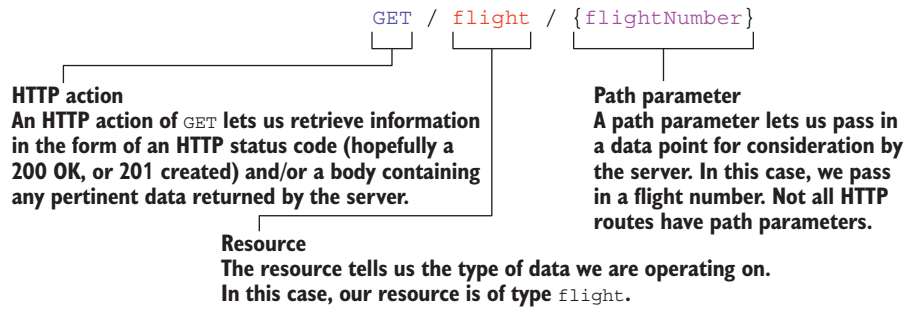 GET / flight / {flightNumber}
HTTP action
An HTTP action of GET lets us retrieve information
in the form of an HTTP status code (hopefully a
200 OK, or 201 created) and/or a body containing
any pertinent data returned by the server.
Path parameter
A path parameter lets us pass in
a data point for consideration by
the server. In this case, we pass
in a flight number. Not all HTTP
routes have path parameters.
Resource
The resource tells us the type of data we are operating on.
In this case, our resource is of type flight.